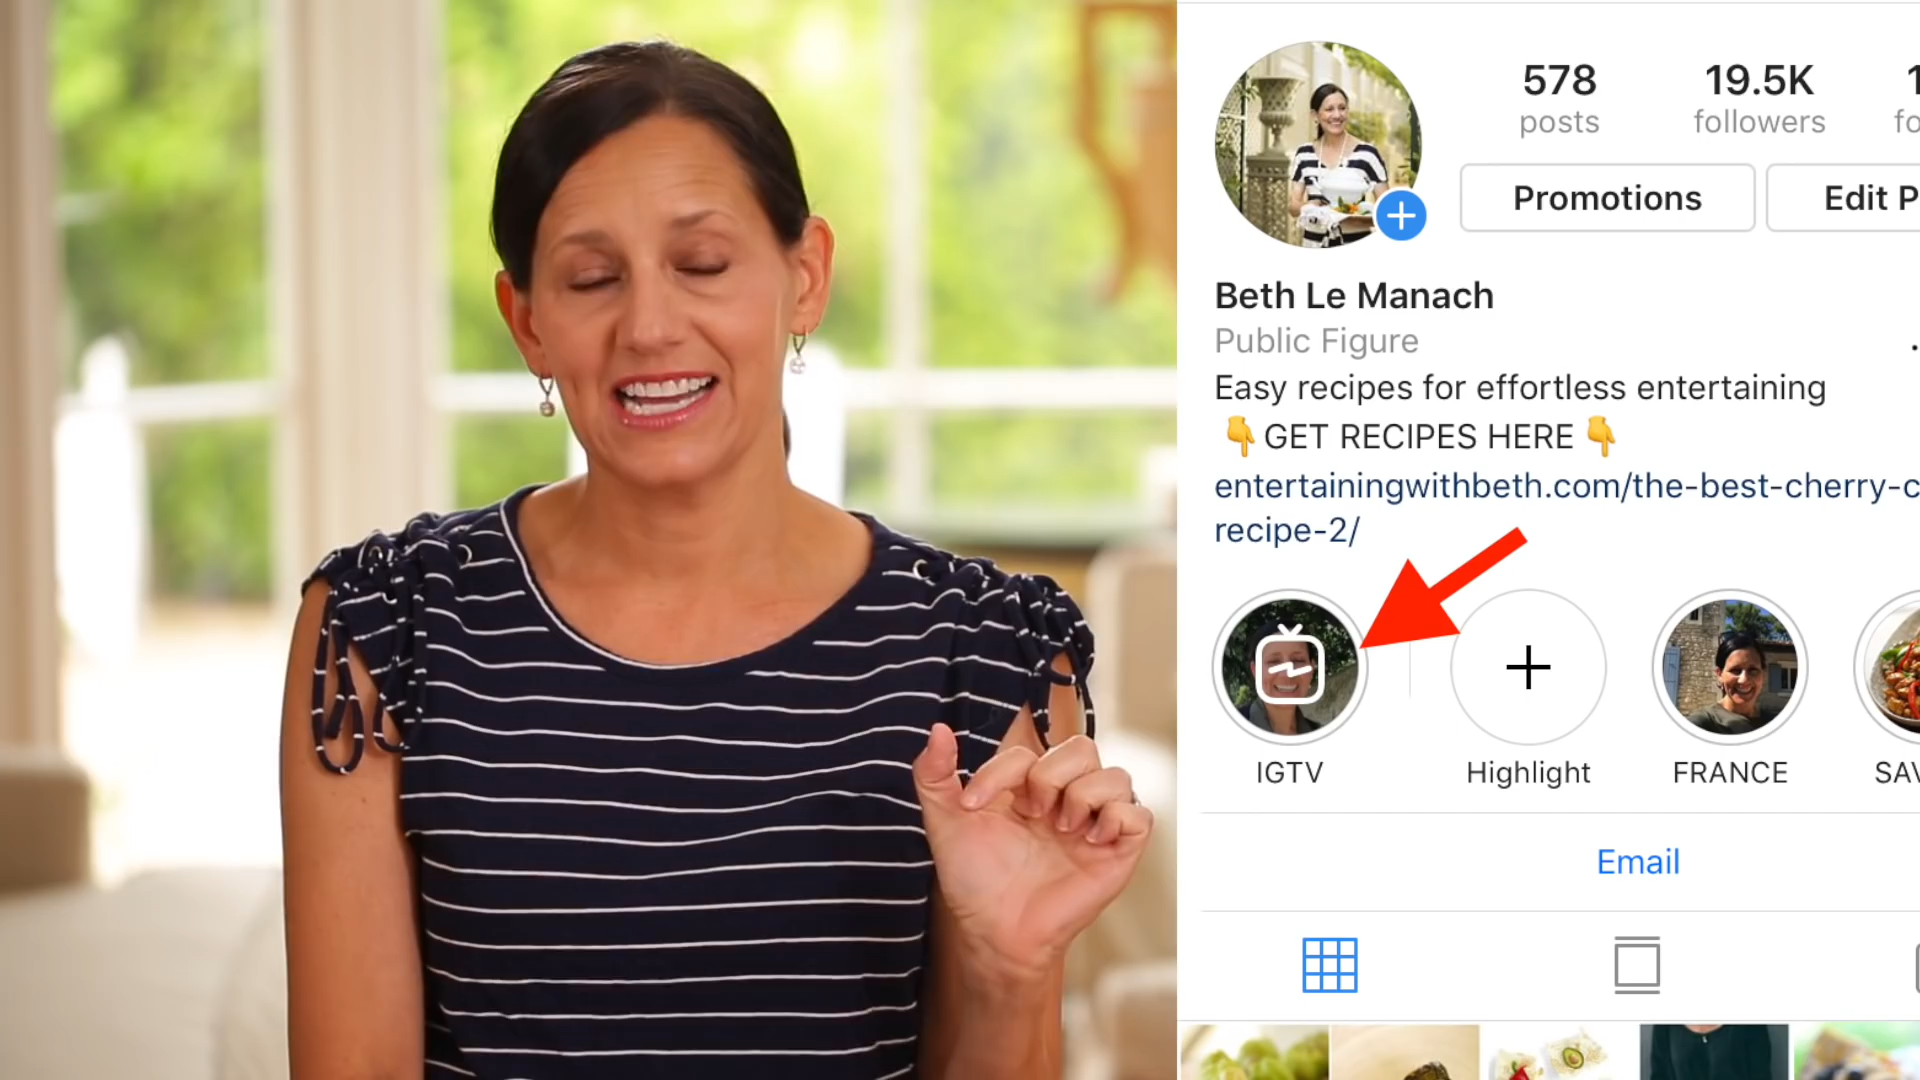 578 19.5K
posts followers
Promotions Edit
Beth Le Manach
Public Figure
Easy recipes for effortless entertaining
👇GET RECIPES HERE👇
entertainingwithbeth.com/the-best-cherry-c
recipe-2/
IGTV Highlight FRANCE
Email